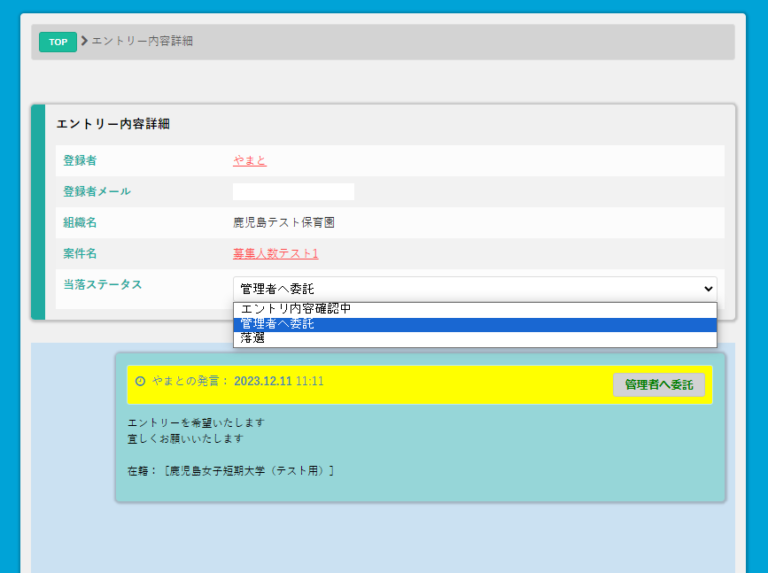 TOP > エントリー内容詳細
エントリー内容詳細
登録者 やまと
登録者メール
組織名 鹿児島テスト保育園
案件名 募集人数テスト1
当落ステータス 管理者へ委託
エントリ内容確認中
管理者へ委託
落選
やまとの発言： 2023.12.11 11:11 管理者へ委託
エントリーを希望いたします
宜しくお願いいたします
在籍：［鹿児島女子短期大学（テスト用）］